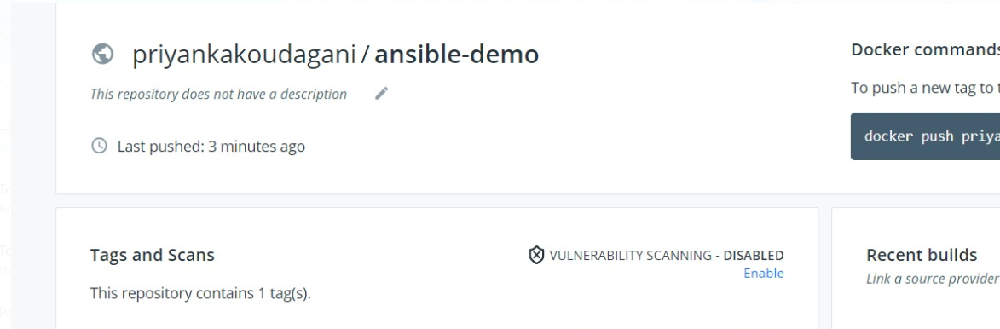 priyankakoudagani / ansible-demo
This repository does not have a description
Last pushed: 3 minutes ago
Docker commands
To push a new tag to
docker push priya
Tags and Scans
VULNERABILITY SCANNING - DISABLED
Enable
This repository contains 1 tag(s).
Recent builds
Link a source provider